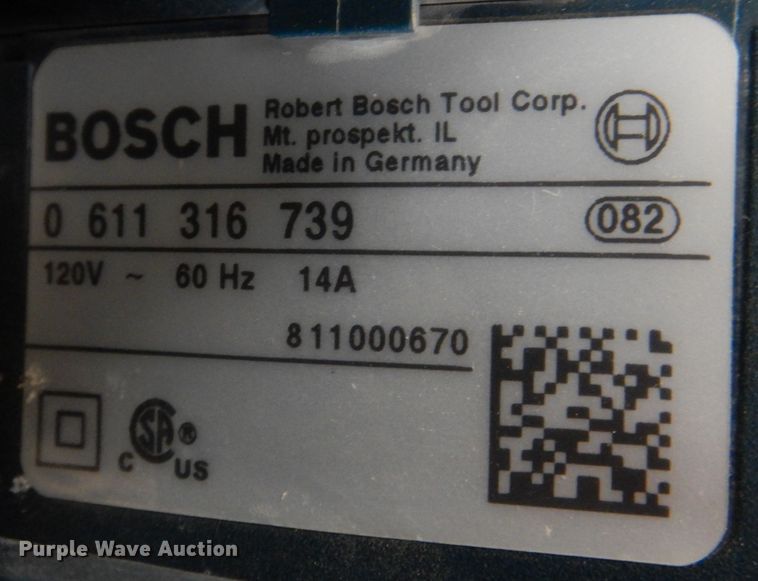 BOSCH
Robert Bosch Tool Corp.
Mt. prospekt. IL
Made in Germany
0 611 316 739
082
120V ~ 60 Hz 14A
811000670
C SA ® C US
Purple Wave Auction